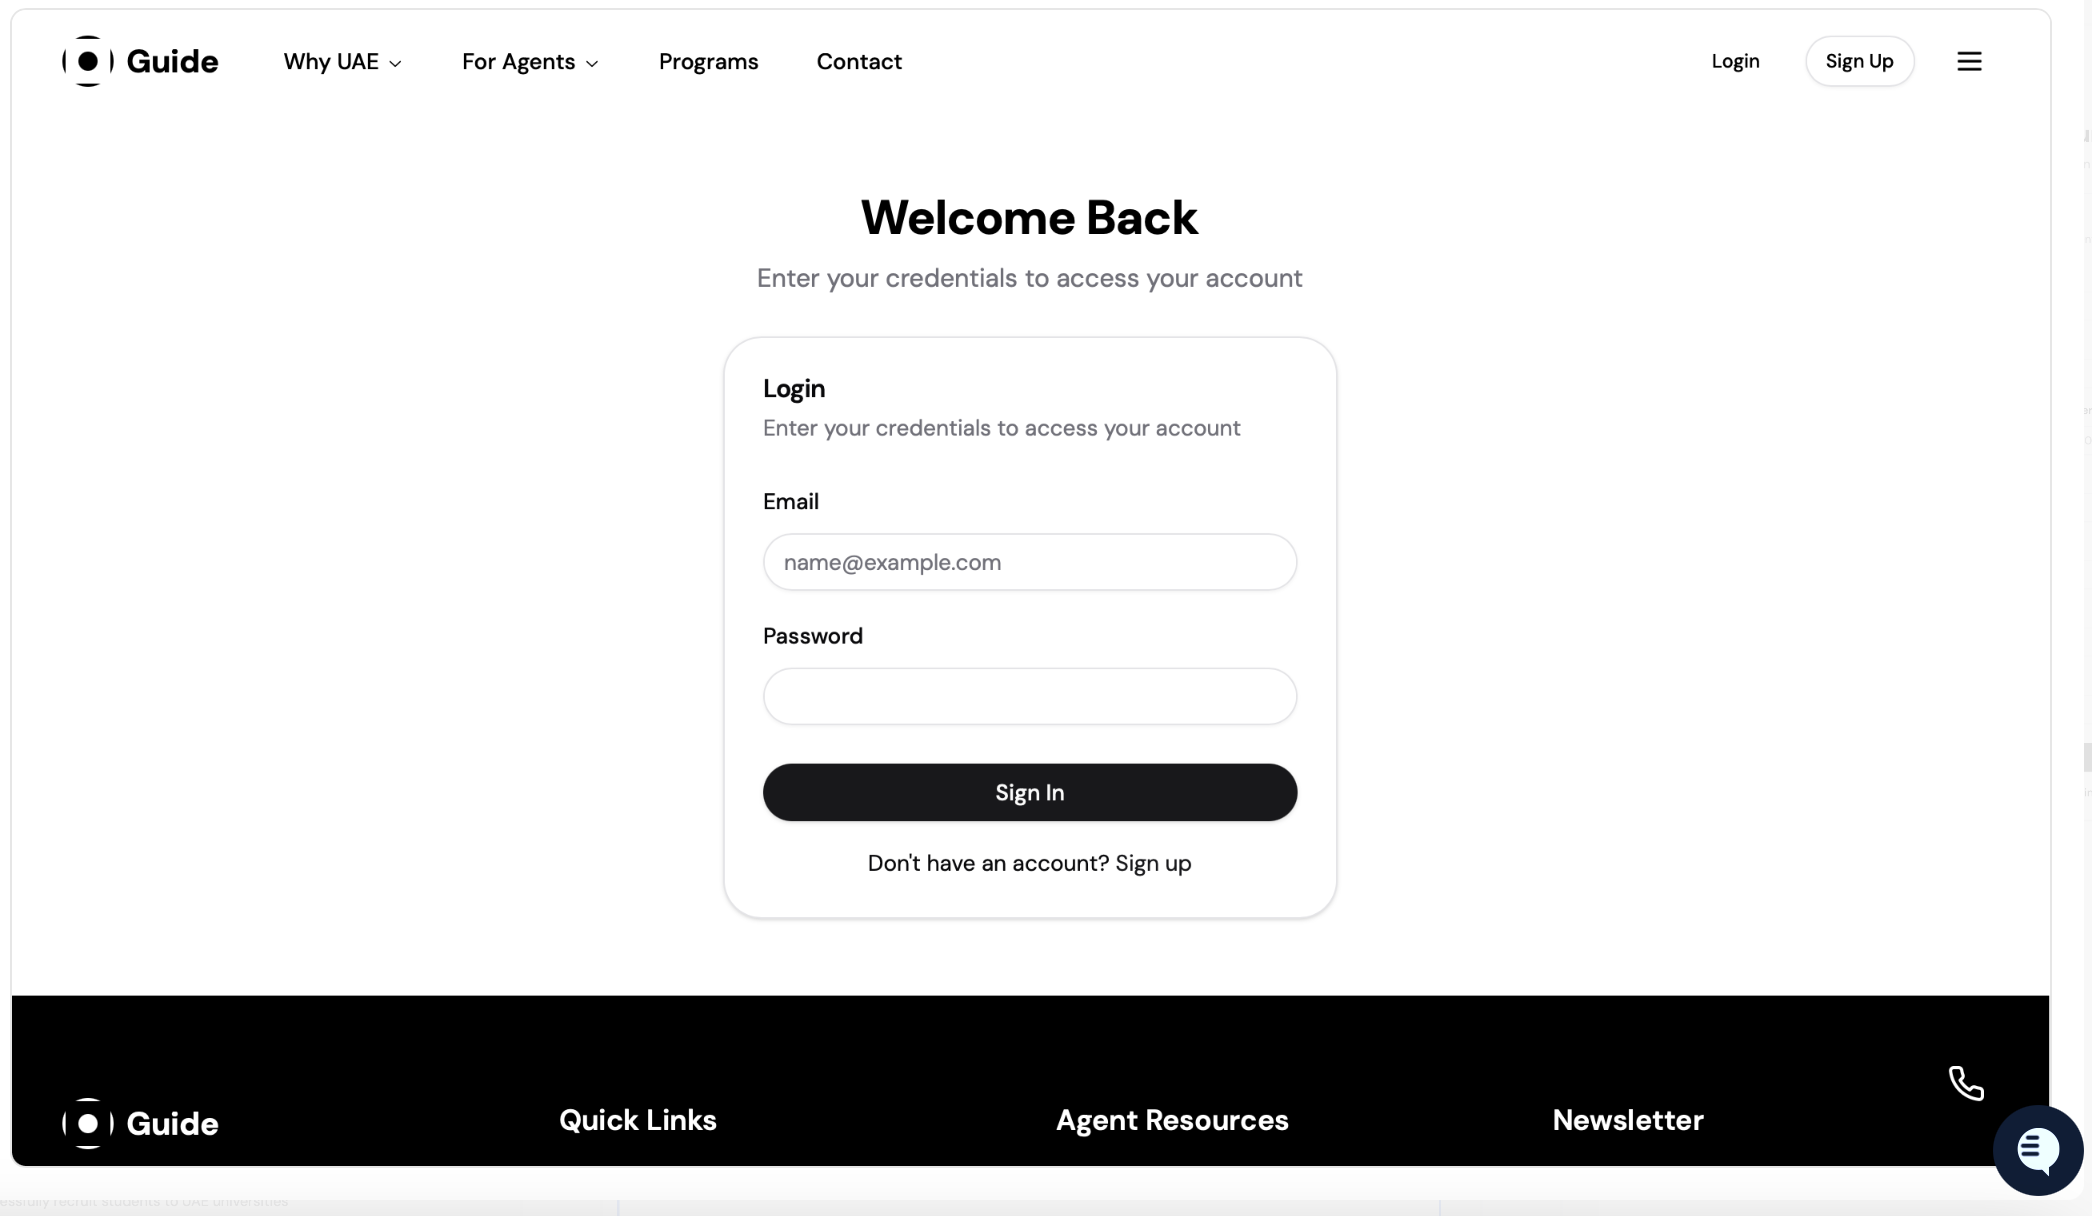 Guide
Why UAE
For Agents
Programs
Contact
Login
Sign Up
Welcome Back
Enter your credentials to access your account
Login
Enter your credentials to access your account
Email
name@example.com
Password
Sign In
Don't have an account? Sign up
Guide
Quick Links
Agent Resources
Newsletter
recruit students to UAE universities